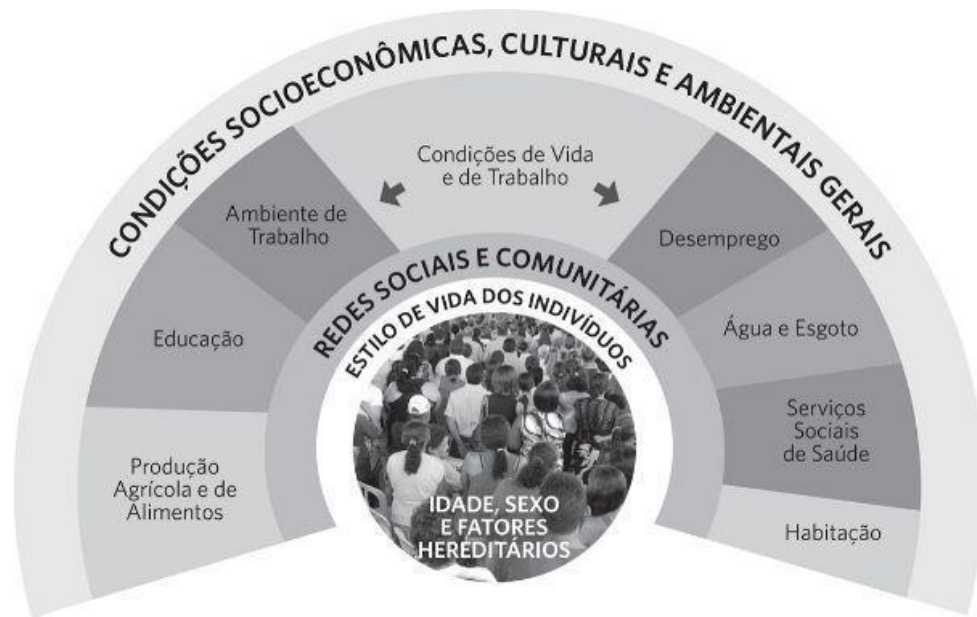 CONDIÇÕES SOCIOECONÔMICAS, CULTURAIS E AMBIENTAIS GERAIS
Condições de Vida
e de Trabalho
Ambiente de
Trabalho
Desemprego
Educação
Água e Esgoto
Produção
Agrícola e de
Alimentos
Serviços
Sociais
de Saúde
Habitação
REDES SOCIAIS E COMUNITÁRIAS
ESTILO DE VIDA DOS INDIVÍDUOS
IDADE, SEXO
E FATORES
HEREDITÁRIOS